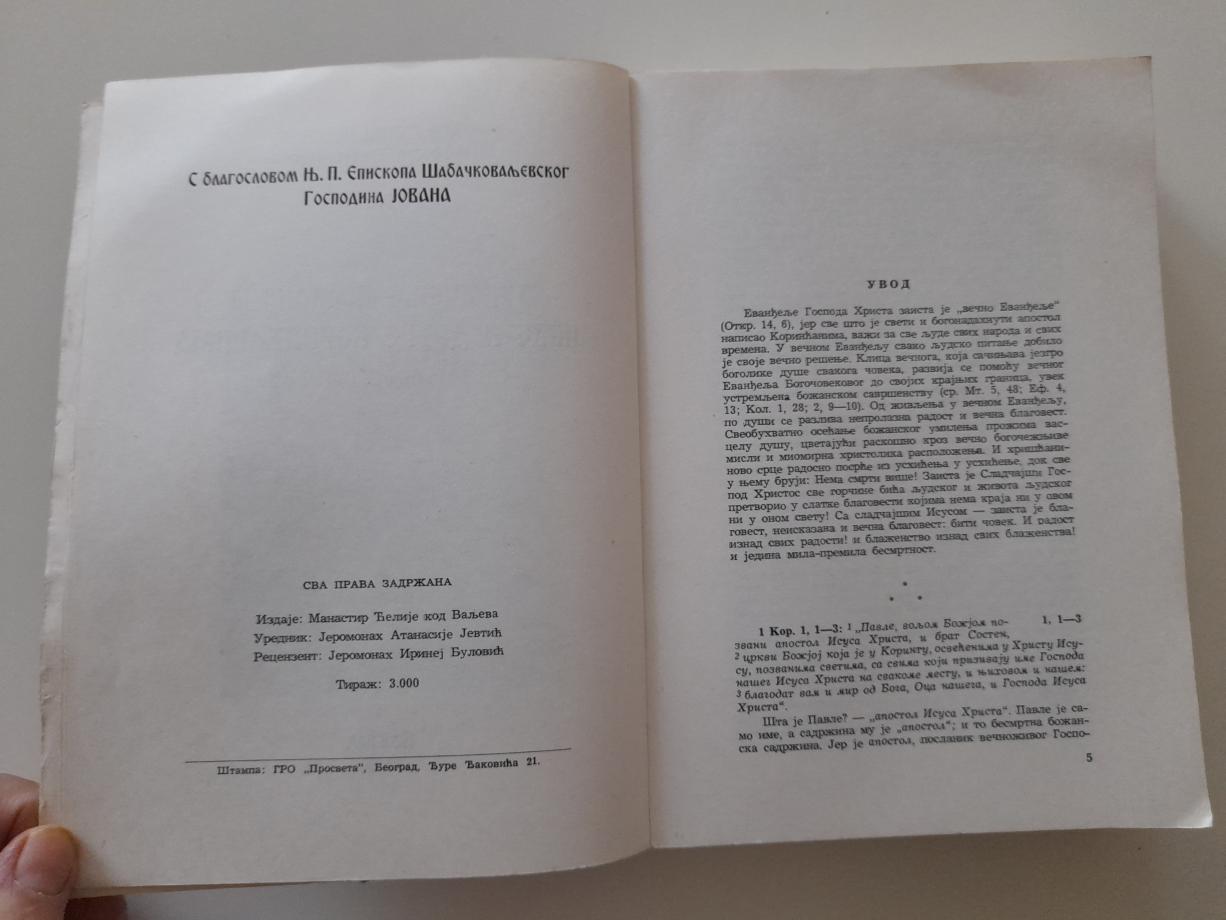 С благословом Њ. П. Епископа Шабачковаљевског
Господина ЈОВАНА
СВА ПРАВА ЗАДРЖАНА
Издаје: Манастир Ћелије код Ваљева
Уредник: Јеромонах Атанасије Јевтић
Рецензент: Јеромонах Иринеј Буловић
Тираж: 3.000
Штампа: ГРО „Просвета“, Београд, Ђуре Ђаковића 21.
УВОД
Еванђеље Господа Христа заиста је „вечно Еванђеље“
(Откр. 14, 6), јер све што је свети и богонадахнути апостол
написао Коринћанима, важи за све људе свих народа и свих
времена. У вечном Еванђељу свако људско питање добило
је своје вечно решење. Клица вечнога, која сачињава језгро
боголике душе свакога човека, развија се помоћу вечног
Еванђеља Богочовековог до својих крајњих граница, увек
устремљена божанском савршенству (ср. Мт. 5, 48; Еф. 4,
13; Кол. 1, 28; 2, 9—10). Од живљења у вечном Еванђељу,
по души се разлива непролазна радост и вечна благовест.
Свеобухватно осећање божанског умилења прожима вас-
целу душу, цветајући раскошно кроз вечно богочежњиве
мисли и миомирна христолика расположења. И хришћани-
ново срце радосно посрће из усхићења у усхићење, док све
у њему бруји: Нема смрти више! Заиста је Сладчајши Гос-
под Христос све горчине бића људског и живота људског
претворио у слатке благовести којима нема краја ни у овом
ни у оном свету! Са сладчајшим Исусом — заиста је бла-
говест, неисказана и вечна благовест: бити човек. И радост
изнад свих радости! и блаженство изнад свих блаженства!
и једина мила-премила бесмртност.
1 Кор. 1, 1—3: ¹ „Павле, вољом Божјом по- 1, 1—3
звани апостол Исуса Христа, и брат Состен,
² цркви Божјој која је у Коринту, освећенима у Христу Ису-
су, позванима светима, са свима који призивају име Господа
нашег Исуса Христа на свакоме месту, и њиховом и нашем:
³ благодат вам и мир од Бога, Оца нашега, и Господа Исуса
Христа“.
Шта је Павле? — „апостол Исуса Христа“. Павле је са-
мо име, а садржина му је „апостол“; и то бесмртна божан-
ска садржина. Јер је апостол, посланик вечноживог Госпо-
5